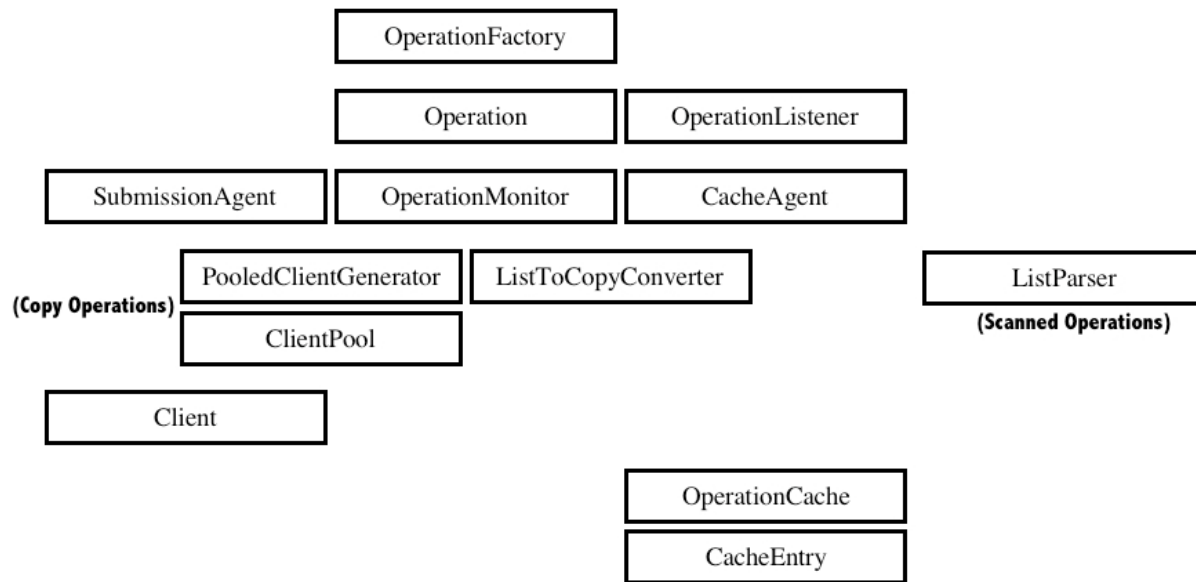 OperationFactory
Operation
OperationListener
SubmissionAgent
OperationMonitor
CacheAgent
PooledClientGenerator
ListToCopyConverter
ListParser
(Copy Operations)
(Scanned Operations)
ClientPool
Client
OperationCache
CacheEntry